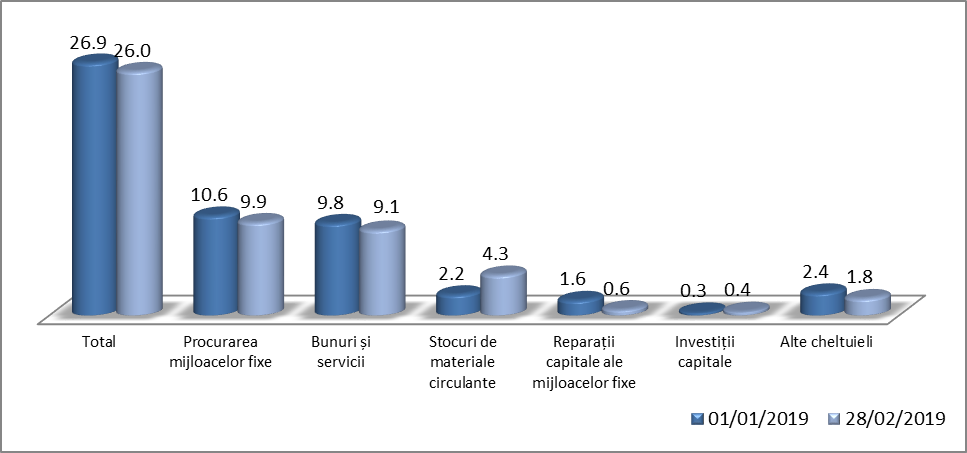 26.9
26.0
10.6
9.9
9.8
9.1
2.2
4.3
1.6
0.6
0.3
0.4
2.4
1.8
Total
Procurarea
mijloacelor fixe
Bunuri și
servicii
Stocuri de
materiale
circulante
Reparații
capitale ale
mijloacelor fixe
Investiții
capitale
Alte cheltuieli
01/01/2019
28/02/2019